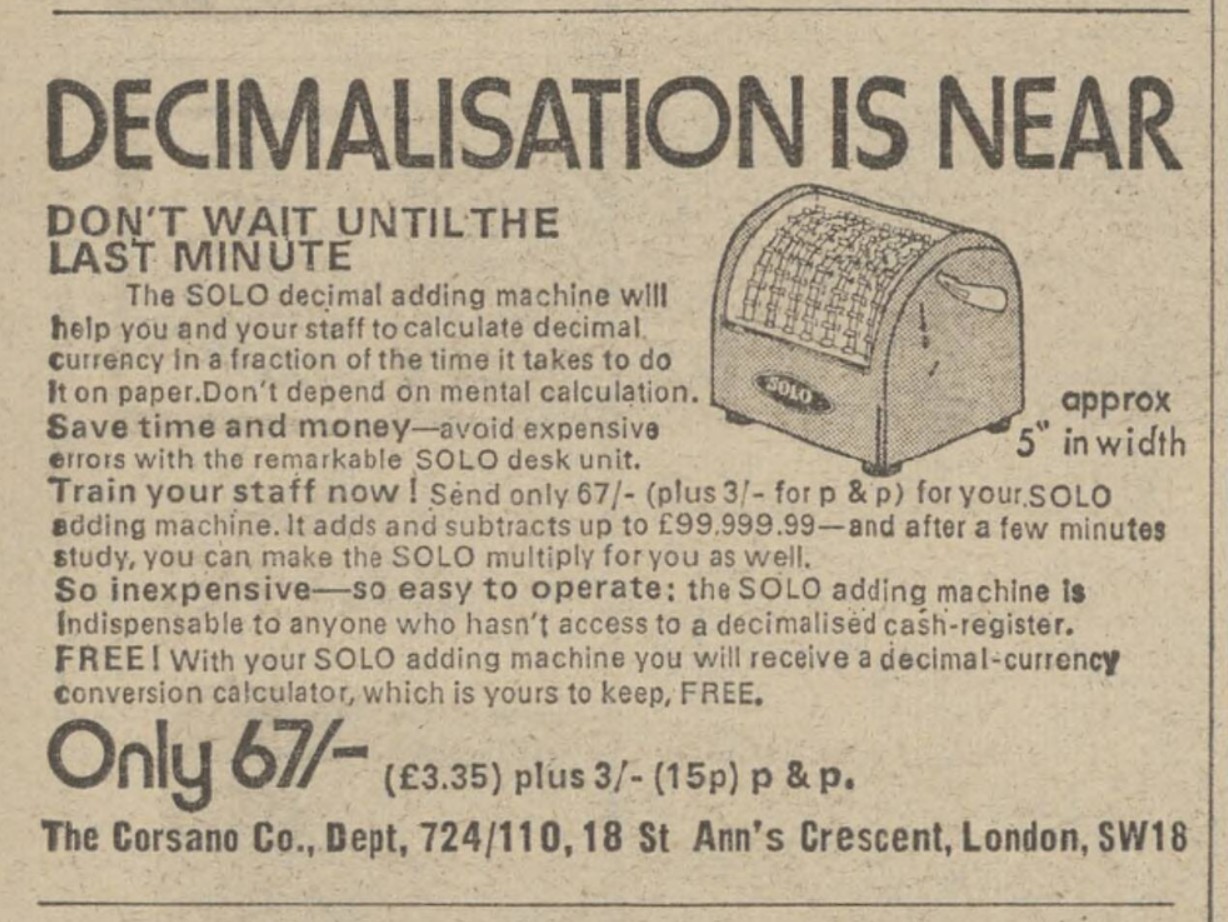 DECIMALISATION IS NEAR
DON'T WAIT UNTIL THE
LAST MINUTE
The SOLO decimal adding machine will
help you and your staff to calculate decimal
currency in a fraction of the time it takes to do
it on paper. Don't depend on mental calculation.
Save time and money—avoid expensive
errors with the remarkable SOLO desk unit.
SOLO
approx
5" in width
Train your staff now! Send only 67/- (plus 3/- for p & p) for your SOLO
adding machine. It adds and subtracts up to £99.999.99—and after a few minutes
study, you can make the SOLO multiply for you as well.
So inexpensive—so easy to operate: the SOLO adding machine is
indispensable to anyone who hasn't access to a decimalised cash-register.
FREE! With your SOLO adding machine you will receive a decimal-currency
conversion calculator, which is yours to keep, FREE.
Only 67/- (£3.35) plus 3/- (15p) p & p.
The Corsano Co., Dept, 724/110, 18 St Ann's Crescent, London, SW18